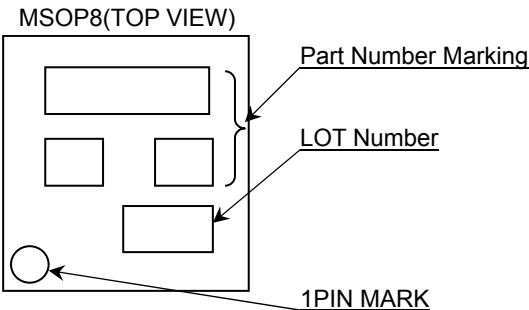 MSOP8(TOP VIEW)
Part Number Marking
LOT Number
1PIN MARK